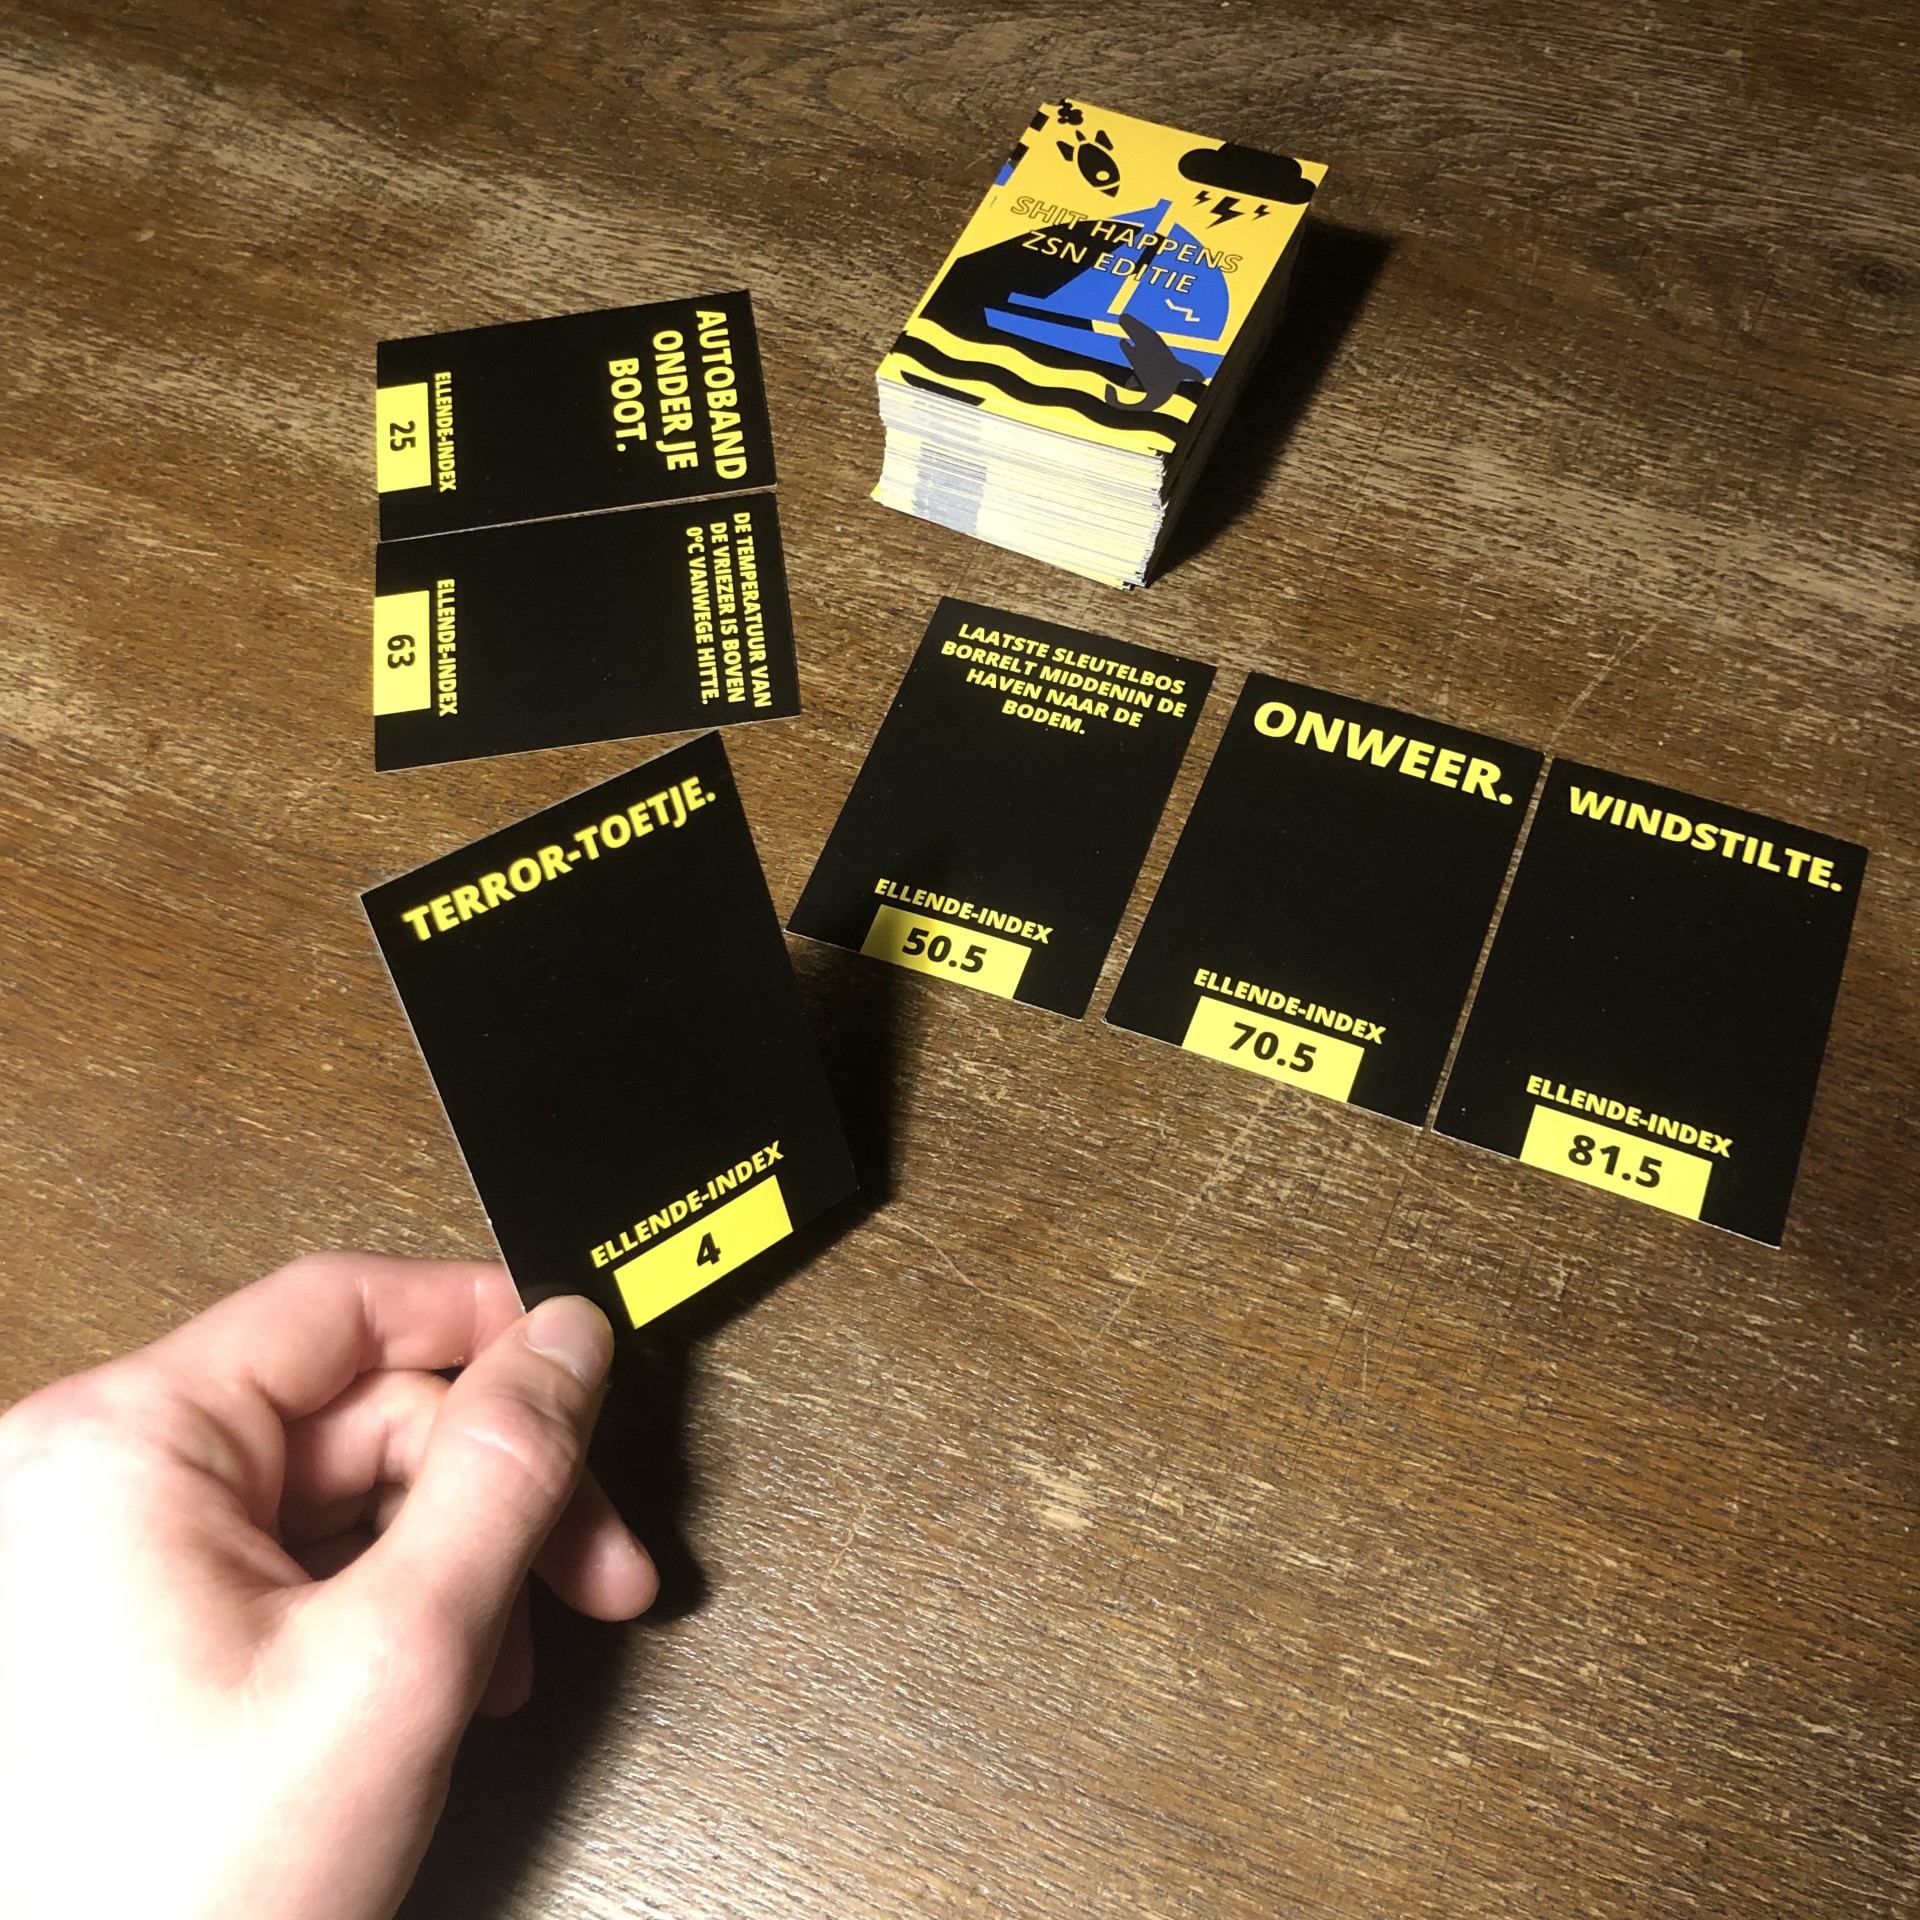 SHIT HAPPENS
ZSN EDITIE
AUTOBAND
ONDER JE
BOOT.
ELLENDE-INDEX
25
DE TEMPERATUUR VAN
DE VRIEZER IS BOVEN
0°C VANWEGE HITTE.
ELLENDE-INDEX
63
LAATSTE SLEUTELBOS
BORRELT MIDDENIN DE
HAVEN NAAR DE
BODEM.
ELLENDE-INDEX
50.5
ONWEER.
ELLENDE-INDEX
70.5
WINDSTILTE.
ELLENDE-INDEX
81.5
TERROR-TOETJE.
ELLENDE-INDEX
4